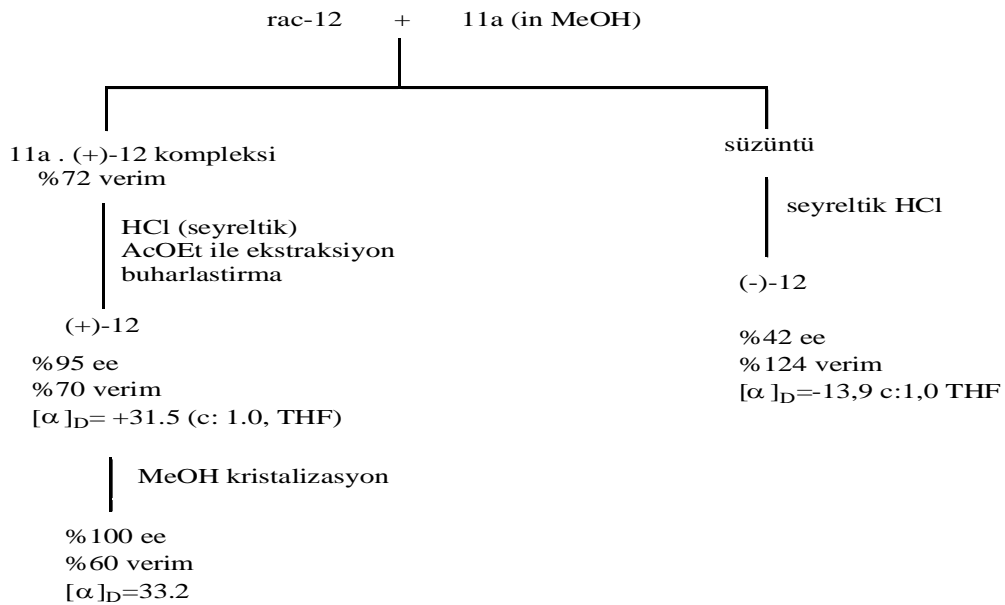 rac-12 + 11a (in MeOH)
11a . (+)-12 kompleksi
%72 verim
HCl (seyreltik)
AcOEt ile ekstraksiyon
buharlastirma
(+)-12
%95 ee
%70 verim
[α]D= +31.5 (c: 1.0, THF)
MeOH kristalizasyon
%100 ee
%60 verim
[α]D=33.2
süzüntü
seyreltik HCl
(-)-12
%42 ee
%124 verim
[α]D=-13,9 c:1,0 THF